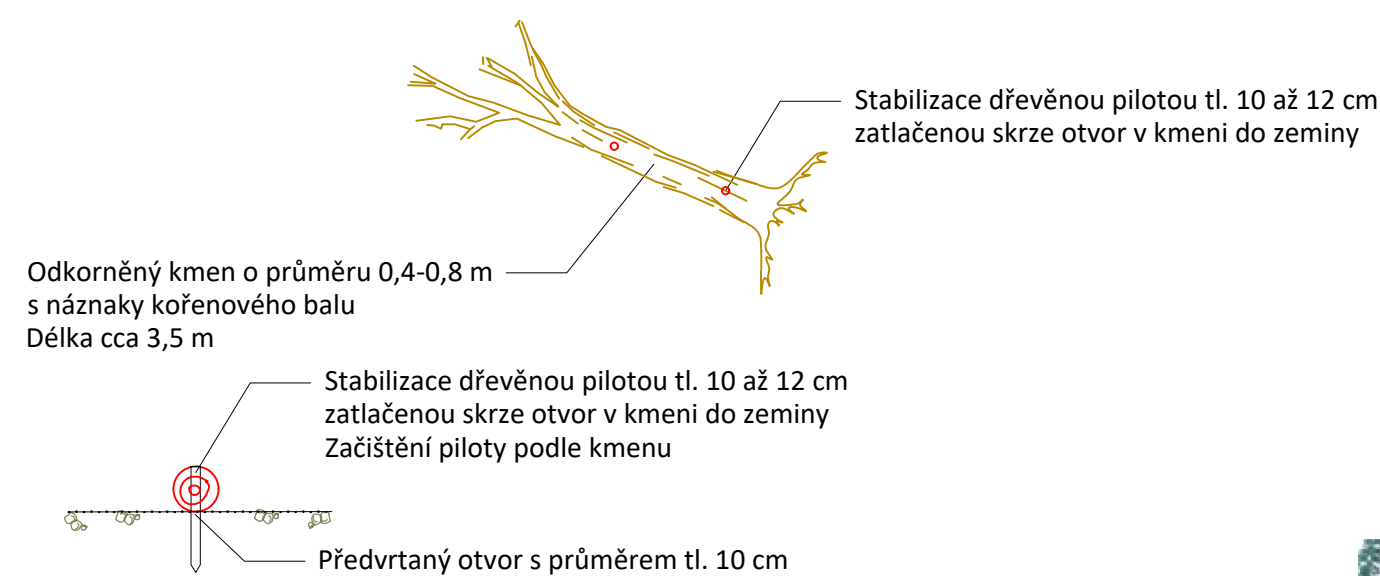 Stabilizace dřevěnou pilotou tl. 10 až 12 cm
zatlačenou skrze otvor v kmeni do zeminy
Odkorněný kmen o průměru 0,4-0,8 m
s náznaky kořenového balu
Délka cca 3,5 m
Stabilizace dřevěnou pilotou tl. 10 až 12 cm
zatlačenou skrze otvor v kmeni do zeminy
Začištění piloty podle kmenu
Předvrtaný otvor s průměrem tl. 10 cm